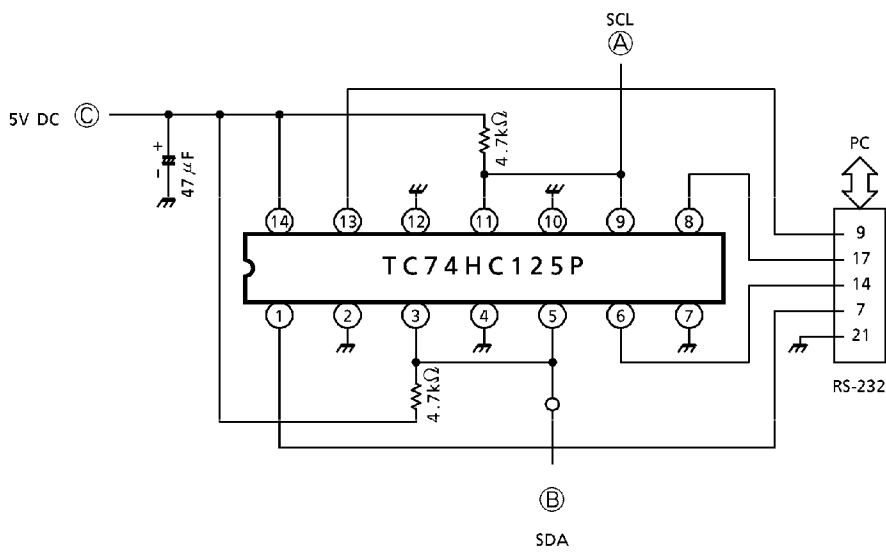 SCL
A
5V DC C
4.7kΩ
+
-
47μF
PC
14 13 12 11 10 9 8
TC74HC125P
1 2 3 4 5 6 7
9
17
14
7
21
RS-232
4.7kΩ
B
SDA